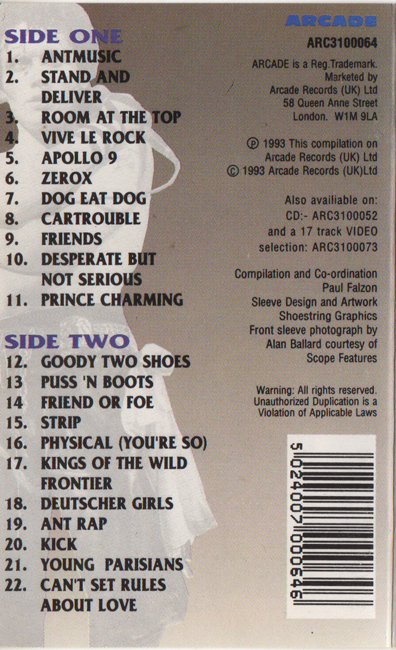 SIDE ONE
1. ANTMUSIC
2. STAND AND
DELIVER
3. ROOM AT THE TOP
4. VIVE LE ROCK
5. APOLLO 9
6. ZEROX
7. DOG EAT DOG
8. CARTROUBLE
9. FRIENDS
10. DESPERATE BUT
NOT SERIOUS
11. PRINCE CHARMING
SIDE TWO
12. GOODY TWO SHOES
13 PUSS 'N BOOTS
14 FRIEND OR FOE
15. STRIP
16. PHYSICAL (YOU'RE SO)
17. KINGS OF THE WILD
FRONTIER
18. DEUTSCHER GIRLS
19. ANT RAP
20. KICK
21. YOUNG PARISIANS
22. CAN'T SET RULES
ABOUT LOVE
ARCADE
ARC3100064
ARCADE is a Reg.Trademark.
Marketed by
Arcade Records (UK) Ltd
58 Queen Anne Street
London. W1M 9LA
Ⓟ 1993 This compilation on
Arcade Records (UK) Ltd
© 1993 Arcade Records (UK)Ltd
Also available on:
CD:- ARC3100052
and a 17 track VIDEO
selection: ARC3100073
Compilation and Co-ordination
Paul Falzon
Sleeve Design and Artwork
Shoestring Graphics
Front sleeve photograph by
Alan Ballard courtesy of
Scope Features
Warning: All rights reserved.
Unauthorized Duplication is a
Violation of Applicable Laws
5 024007 000646